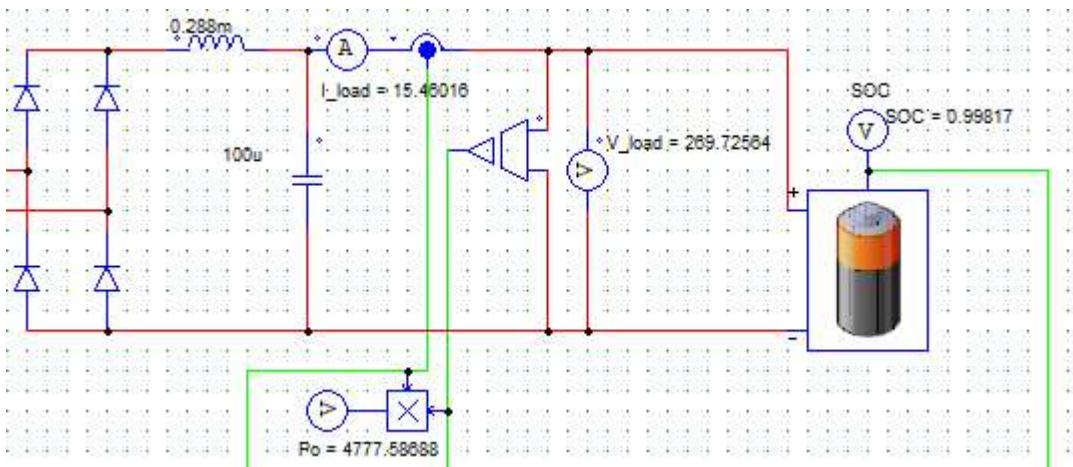 0.288m
A
I_load = 15.46016
SOC
SOC = 0.99817
V
100u
V_load = 269.72564
V
+
-
V
Po = 4777.58688